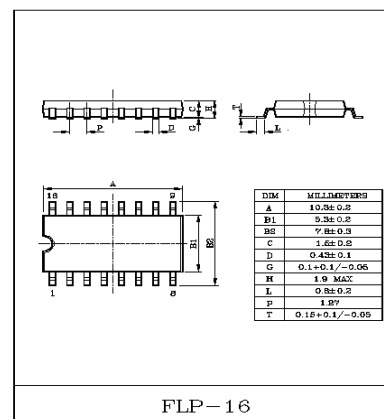 T
C
H
P
D
G
L
A
16
9
B1
B2
1
8
DIM MILLIMETERS
A 10.3±0.2
B1 5.3±0.2
B2 7.8±0.3
C 1.5±0.2
D 0.43±0.1
G 0.1+0.1/-0.05
H 1.9 MAX
L 0.8±0.2
P 1.27
T 0.15+0.1/-0.05
FLP-16